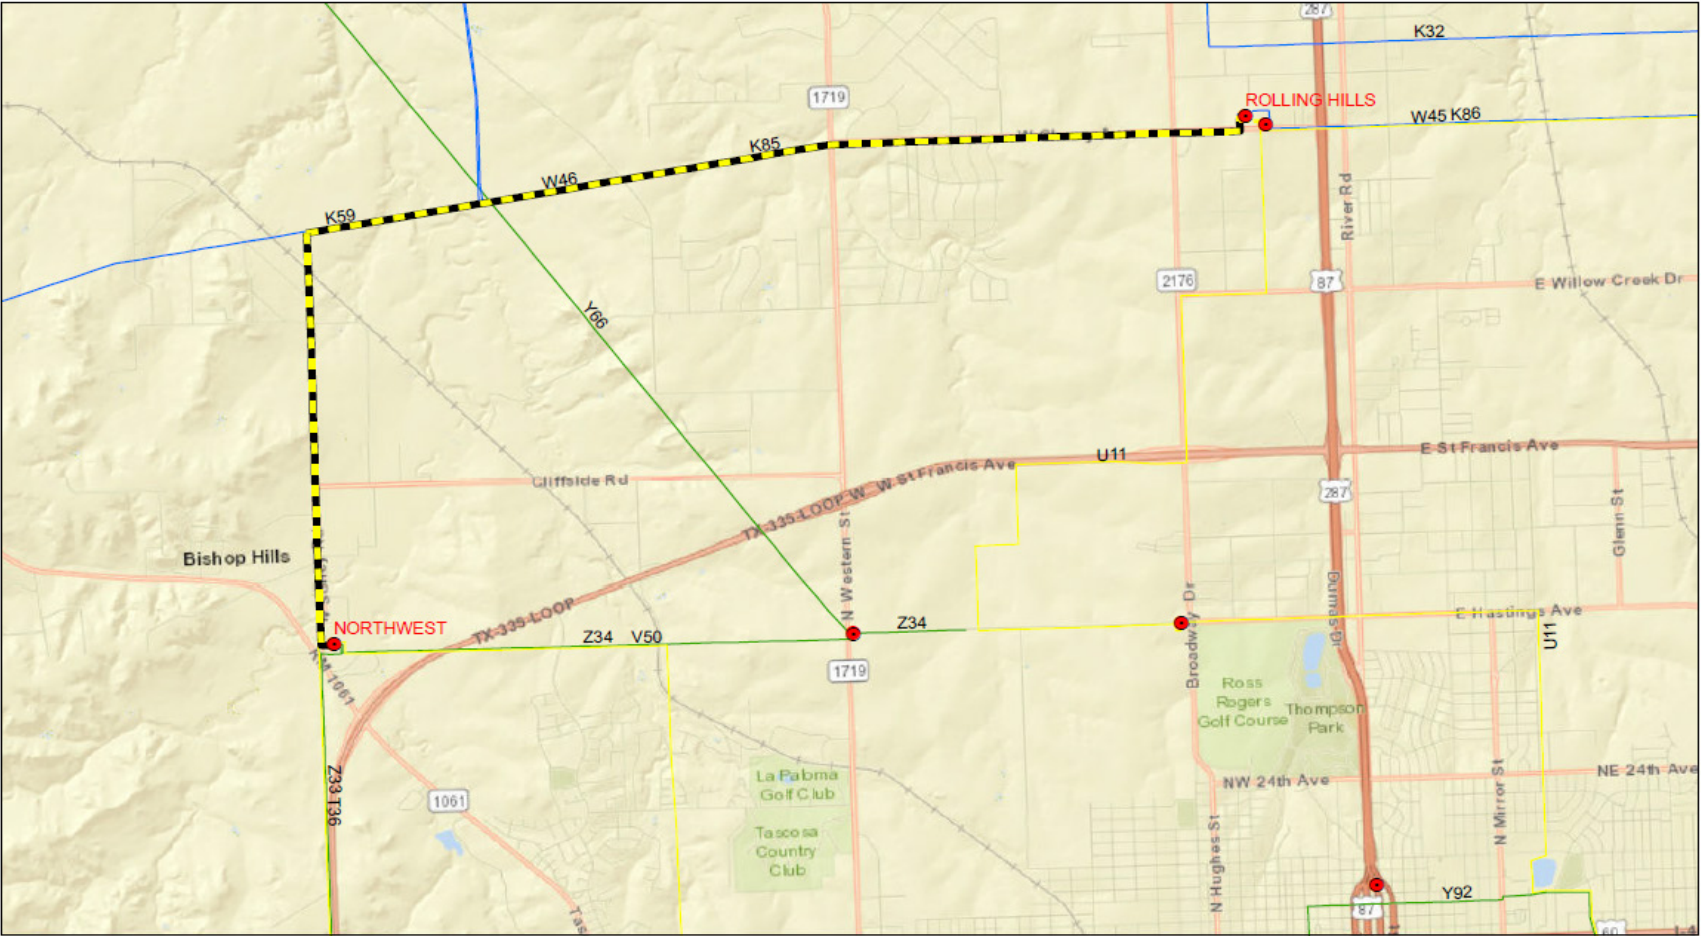 287
K32
1719
ROLLING HILLS
W45 K86
K85
W46
K59
River Rd
2176
87
E Willow Creek Dr
Y66
U11
E St Francis Ave
Cliffside Rd
TX-335-LOOP W W St Francis Ave
287
Glenn St
Bishop Hills
N Western St
Dumas Dr
Broadway Dr
E Hastings Ave
NORTHWEST
TX-335-LOOP
Z34 V50
Z34
U11
RM 1061
1719
Ross
Rogers
Golf Course
Thompson
Park
Z33 T36
La Paloma
Golf Club
NW 24th Ave
NE 24th Ave
1061
N Mirror St
Tascosa
Country
Club
N Hughes St
Y92
87
Tas
60
I-4